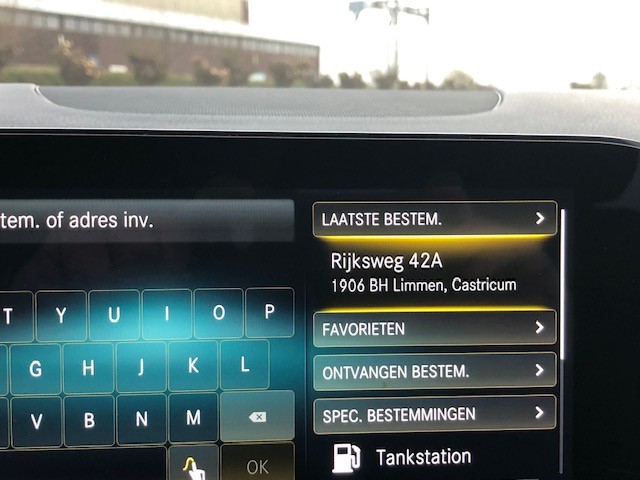 tem. of adres inv.
LAATSTE BESTEM.
Rijksweg 42A
1906 BH Limmen, Castricum
T Y U I O P
FAVORIETEN
G H J K L
ONTVANGEN BESTEM.
V B N M
SPEC. BESTEMMINGEN
OK
Tankstation